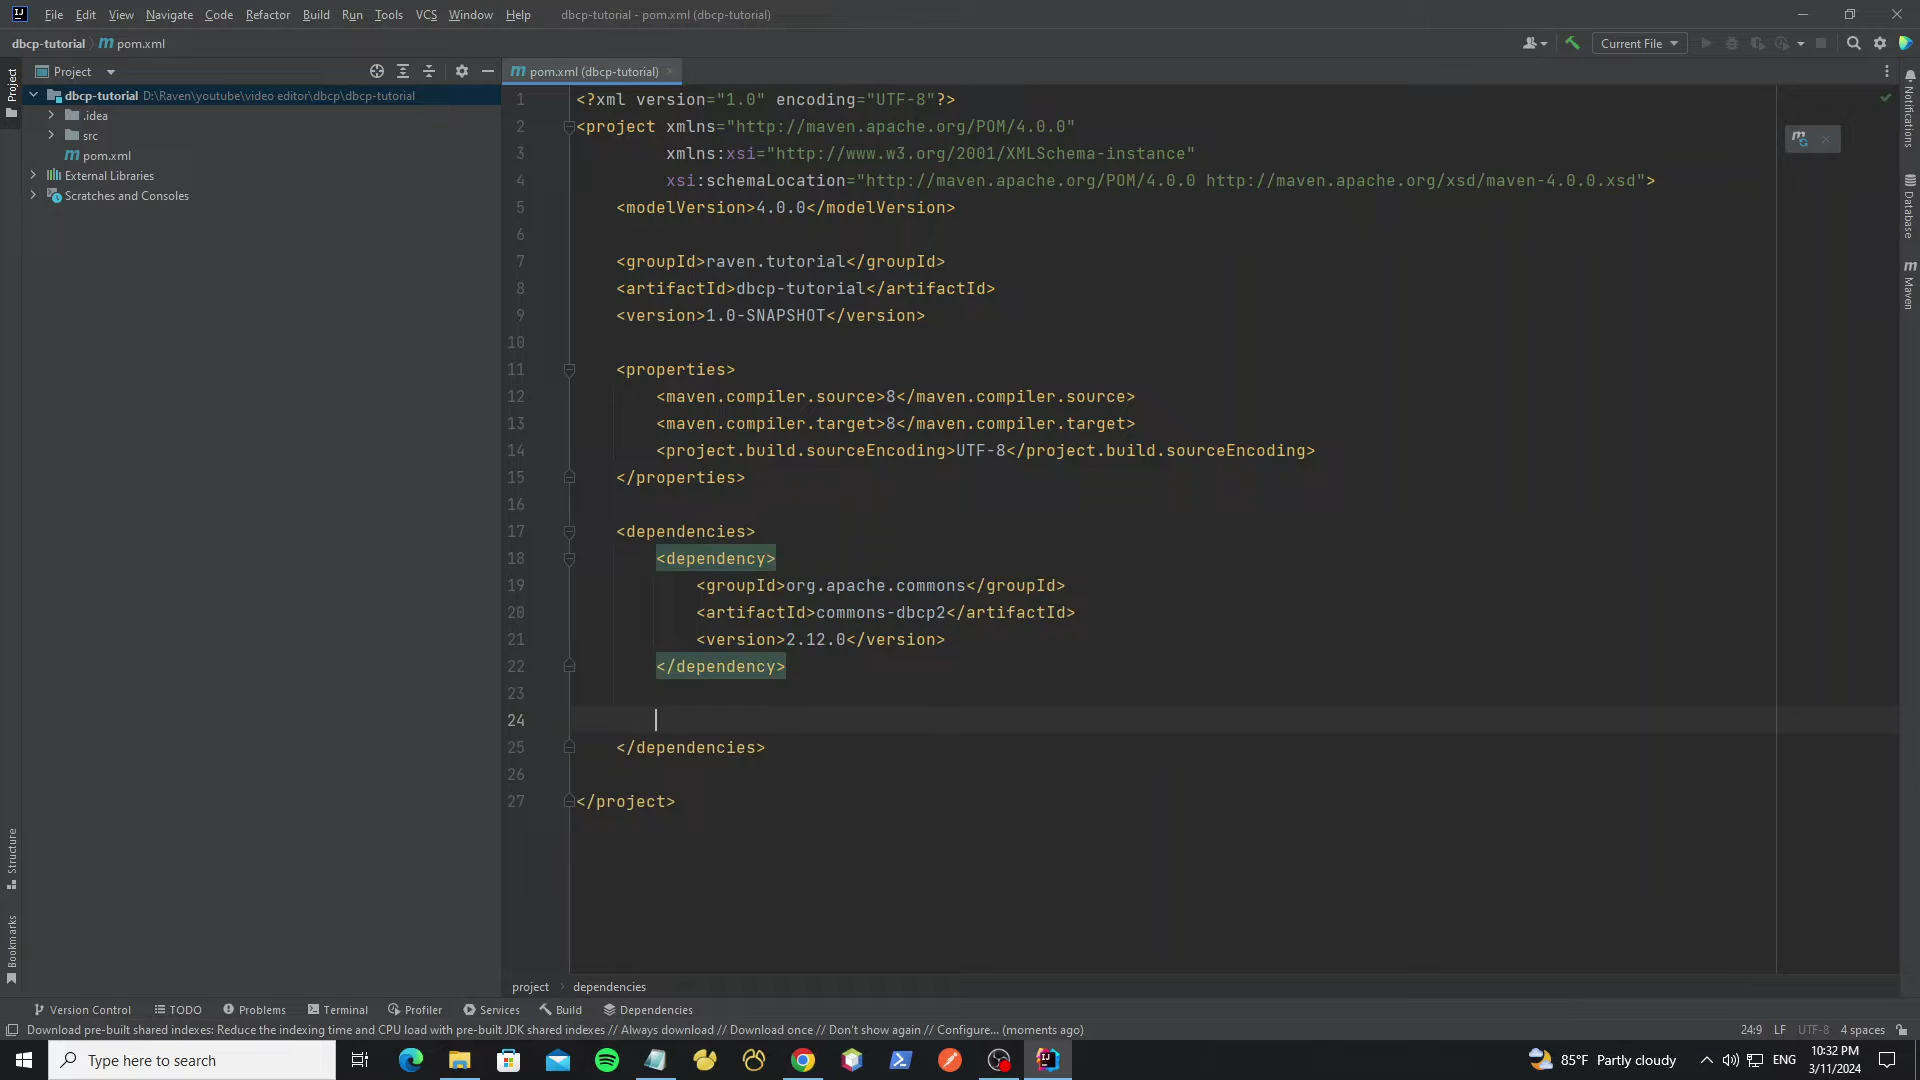 File Edit View Navigate Code Refactor Build Run Tools VCS Window Help dbcp-tutorial - pom.xml (dbcp-tutorial)
dbcp-tutorial pom.xml Current File
Project pom.xml (dbcp-tutorial)
dbcp-tutorial D:\Raven\youtube\video editor\dbcp\dbcp-tutorial
.idea
src
pom.xml
External Libraries
Scratches and Consoles
Project
Structure
Bookmarks
1 <?xml version="1.0" encoding="UTF-8"?>
2 <project xmlns="http://maven.apache.org/POM/4.0.0"
3 xmlns:xsi="http://www.w3.org/2001/XMLSchema-instance"
4 xsi:schemaLocation="http://maven.apache.org/POM/4.0.0 http://maven.apache.org/xsd/maven-4.0.0.xsd">
5 <modelVersion>4.0.0</modelVersion>
6
7 <groupId>raven.tutorial</groupId>
8 <artifactId>dbcp-tutorial</artifactId>
9 <version>1.0-SNAPSHOT</version>
10
11 <properties>
12 <maven.compiler.source>8</maven.compiler.source>
13 <maven.compiler.target>8</maven.compiler.target>
14 <project.build.sourceEncoding>UTF-8</project.build.sourceEncoding>
15 </properties>
16
17 <dependencies>
18 <dependency>
19 <groupId>org.apache.commons</groupId>
20 <artifactId>commons-dbcp2</artifactId>
21 <version>2.12.0</version>
22 </dependency>
23
24
25 </dependencies>
26
27 </project>
Notifications
Database
Maven
project dependencies
Version Control TODO Problems Terminal Profiler Services Build Dependencies
Download pre-built shared indexes: Reduce the indexing time and CPU load with pre-built JDK shared indexes // Always download // Download once // Don't show again // Configure... (moments ago) 24:9 LF UTF-8 4 spaces
Type here to search 85°F Partly cloudy ENG 10:32 PM
3/11/2024